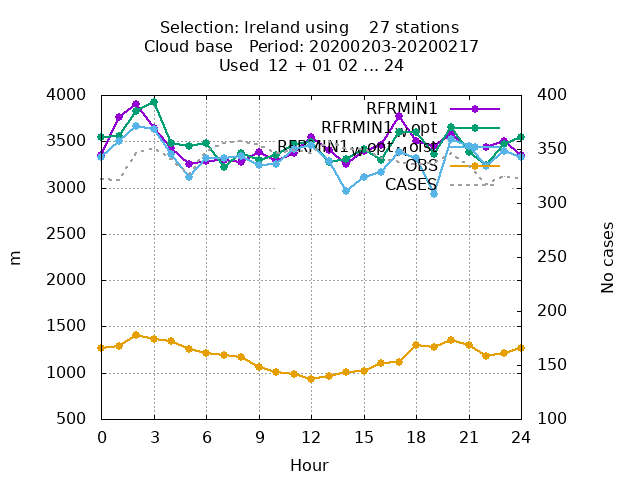 Selection: Ireland using 27 stations
Cloud base Period: 20200203-20200217
Used 12 + 01 02 ... 24
4000 400
RFRMIN1
RFRMIN1_wopt
3500 350
RFRMIN1_wopt_oisf
OBS
3000 CASES
300
2500
250
m No cases
2000
200
1500
150
1000
500 100
0 3 6 9 12 15 18 21 24
Hour